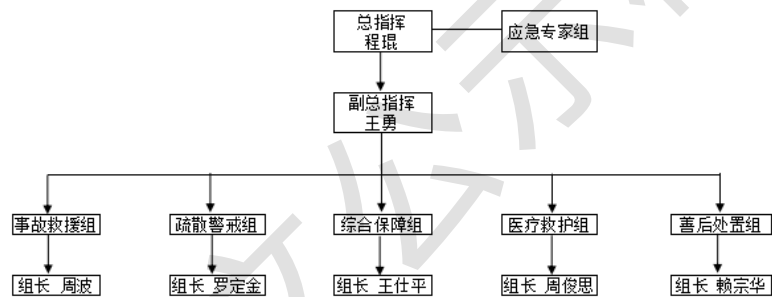 总指挥
程琨
应急专家组
副总指挥
王勇
事故救援组
疏散警戒组
综合保障组
医疗救护组
善后处置组
组长 周波
组长 罗定金
组长 王仕平
组长 周俊思
组长 赖宗华